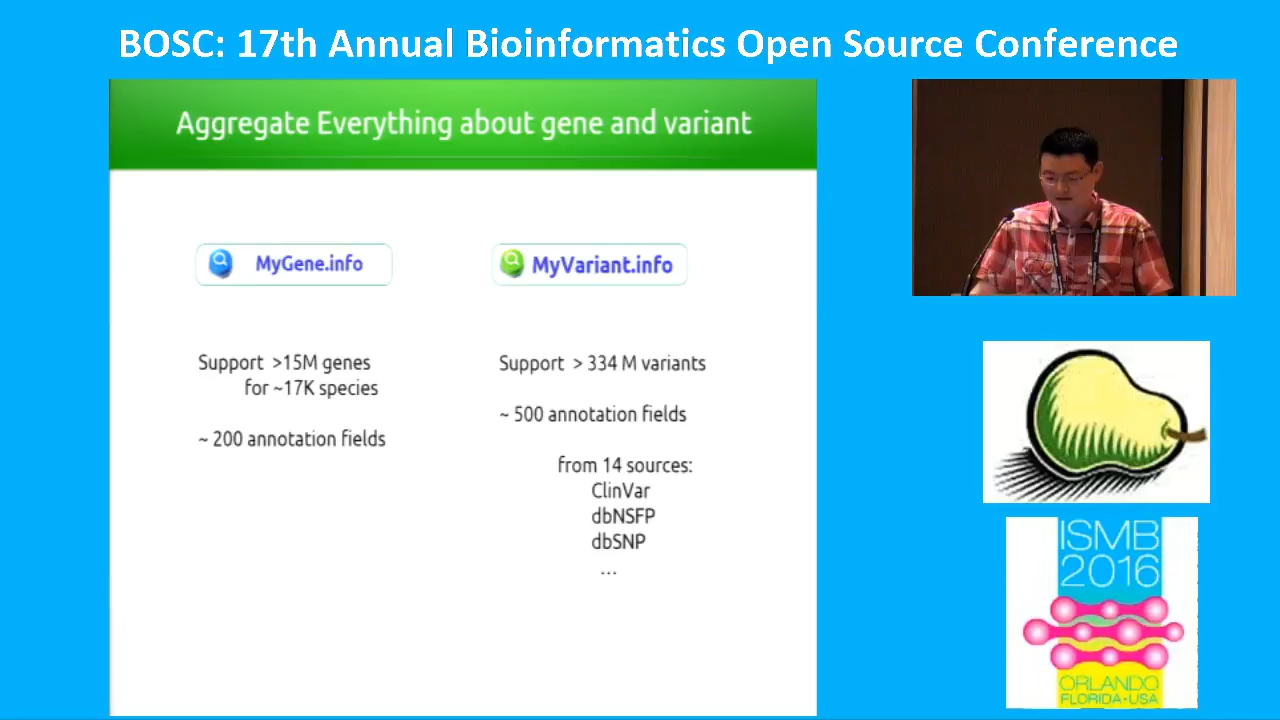 BOSC: 17th Annual Bioinformatics Open Source Conference
Aggregate Everything about gene and variant
MyGene.info
Support >15M genes
for ~17K species
~ 200 annotation fields
MyVariant.info
Support > 334 M variants
~ 500 annotation fields
from 14 sources:
ClinVar
dbNSFP
dbSNP
...
ISMB
2016
ORLANDO
FLORIDA•USA